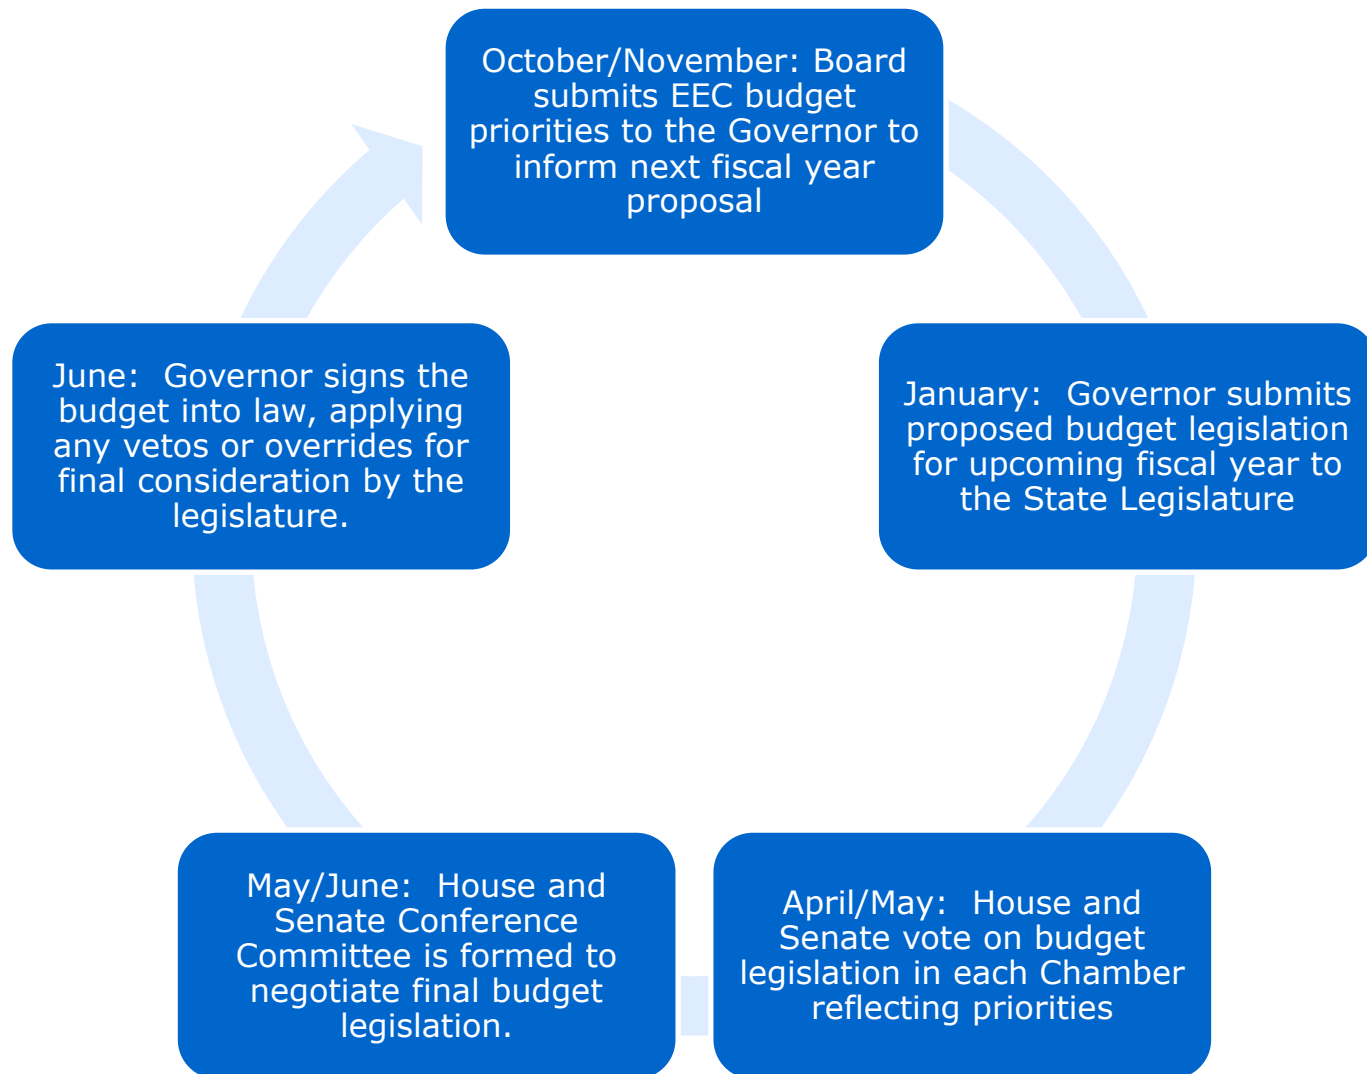 October/November: Board
submits EEC budget
priorities to the Governor to
inform next fiscal year
proposal
January:  Governor submits
proposed budget legislation
for upcoming fiscal year to
the State Legislature
April/May:  House and
Senate vote on budget
legislation in each Chamber
reflecting priorities
May/June:  House and
Senate Conference
Committee is formed to
negotiate final budget
legislation.
June:  Governor signs the
budget into law, applying
any vetos or overrides for
final consideration by the
legislature.